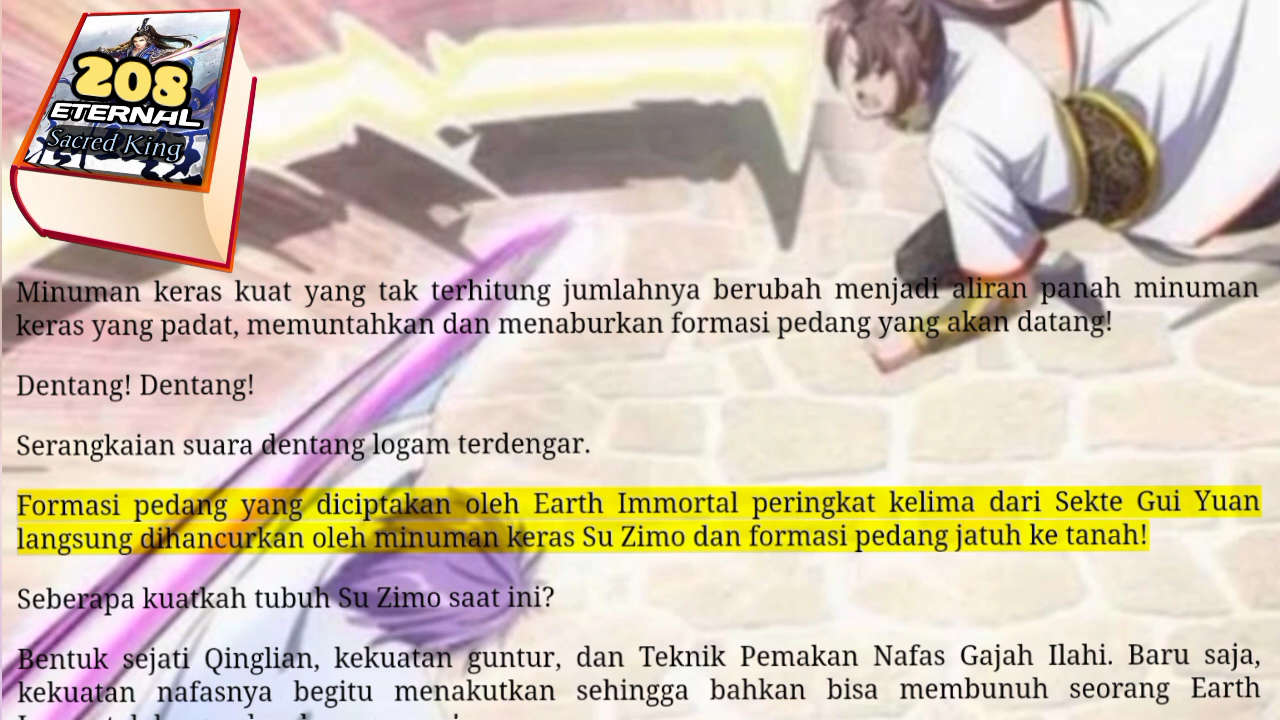 208
ETERNAL
Sacred King
Minuman keras kuat yang tak terhitung jumlahnya berubah menjadi aliran panah minuman
keras yang padat, memuntahkan dan menaburkan formasi pedang yang akan datang!
Dentang! Dentang!
Serangkaian suara dentang logam terdengar.
Formasi pedang yang diciptakan oleh Earth Immortal peringkat kelima dari Sekte Gui Yuan
langsung dihancurkan oleh minuman keras Su Zimo dan formasi pedang jatuh ke tanah!
Seberapa kuatkah tubuh Su Zimo saat ini?
Bentuk sejati Qinglian, kekuatan guntur, dan Teknik Pemakan Nafas Gajah Ilahi. Baru saja,
kekuatan nafasnya begitu menakutkan sehingga bahkan bisa membunuh seorang Earth